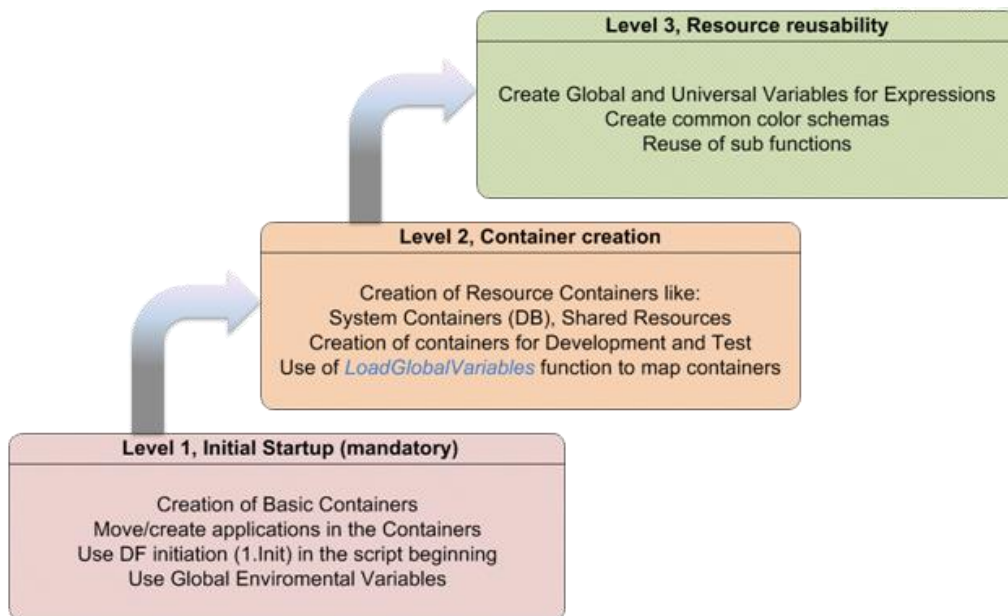 Level 3, Resource reusability
Create Global and Universal Variables for Expressions
Create common color schemas
Reuse of sub functions
Level 2, Container creation
Creation of Resource Containers like:
System Containers (DB), Shared Resources
Creation of containers for Development and Test
Use of LoadGlobalVariables function to map containers
Level 1, Initial Startup (mandatory)
Creation of Basic Containers
Move/create applications in the Containers
Use DF initiation (1.Init) in the script beginning
Use Global Enviromental Variables